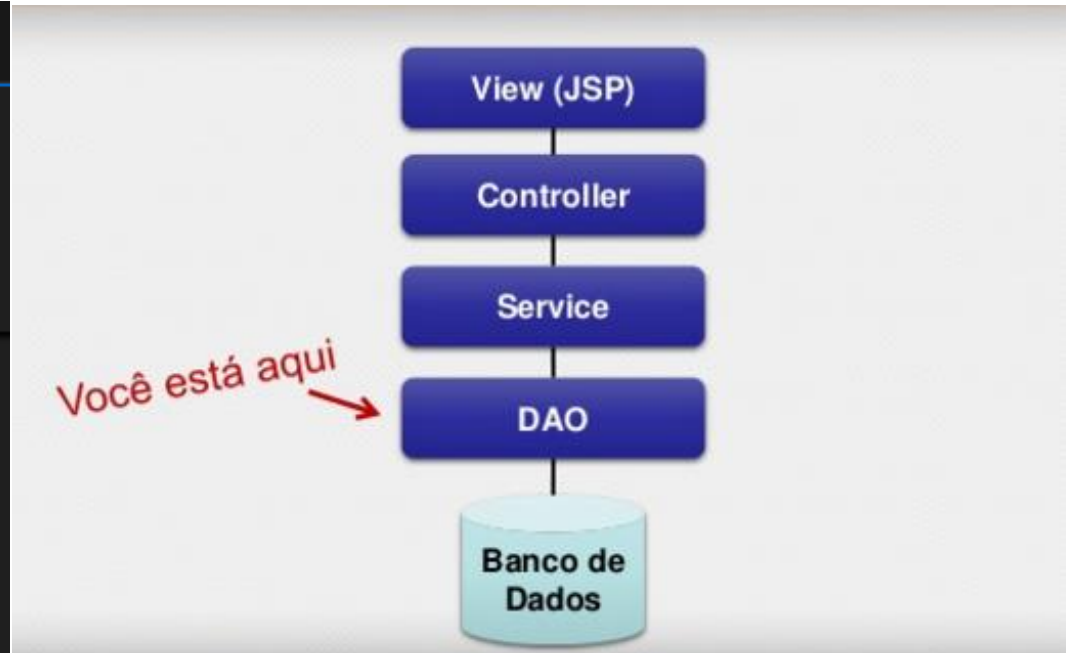 View (JSP)
Controller
Service
Você está aqui
DAO
Banco de
Dados